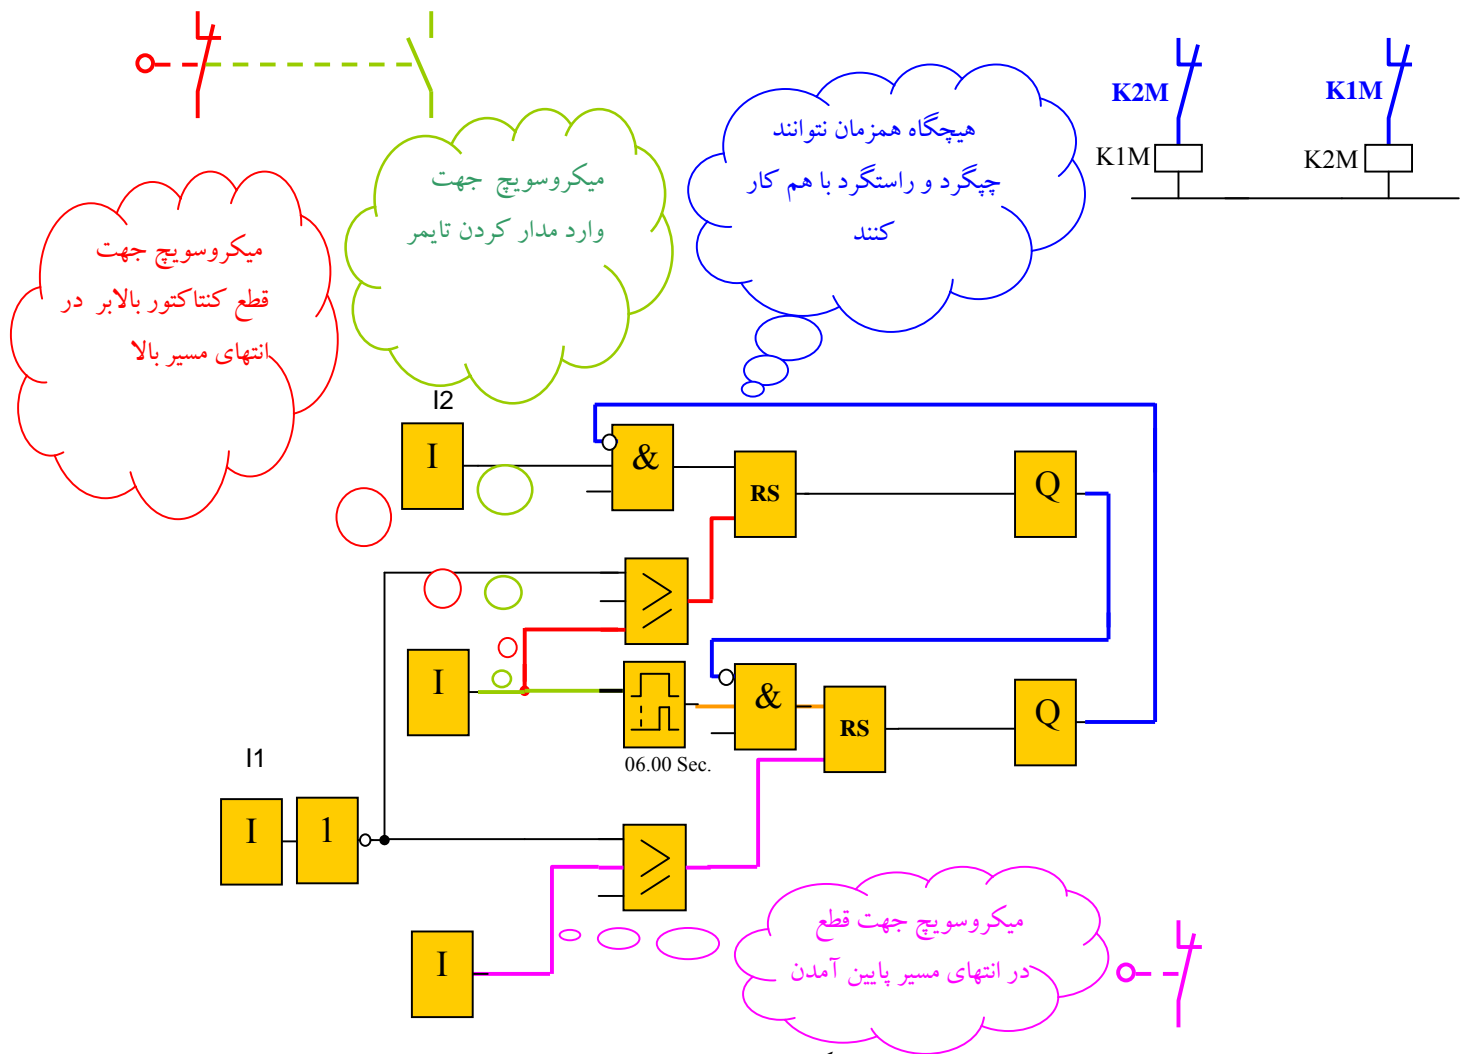 K2M
K1M
K1M
K2M
هیچگاه همزمان نتوانند
چپگرد و راستگرد با هم کار
کنند
میکروسویچ جهت
وارد مدار کردن تایمر
میکروسویچ جهت
قطع کنتاکتور بالابر در
انتهای مسیر بالا
I2
I
&
RS
Q
≥
I
&
RS
Q
06.00 Sec.
I1
I
1
≥
میکروسویچ جهت قطع
در انتهای مسیر پایین آمدن
I